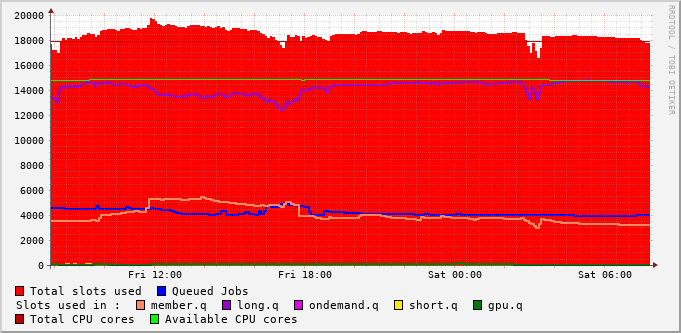 RRDTOOL / TOBI OETIKER
20000
18000
16000
14000
12000
10000
8000
6000
4000
2000
0
Fri 12:00 Fri 18:00 Sat 00:00 Sat 06:00
Total slots used Queued Jobs
Slots used in : member.q long.q ondemand.q short.q gpu.q
Total CPU cores Available CPU cores